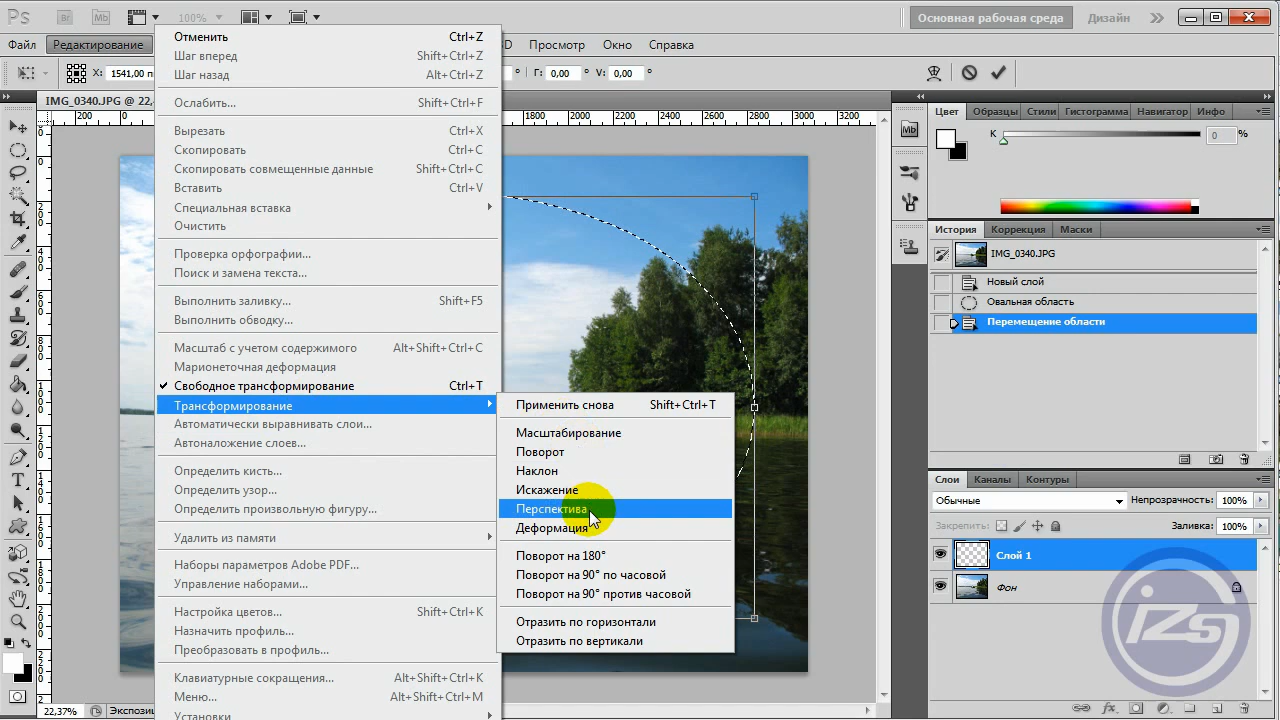 Ps Br Mb 100% Основная рабочая среда Дизайн
Файл Редактирование D Просмотр Окно Справка
X: 1541,00 п ° Г: 0,00 ° V: 0,00 °
IMG_0340.JPG @ 22,
200 0 1800 2000 2200 2400 2600 2800 3000 3200
Отменить Ctrl+Z
Шаг вперед Shift+Ctrl+Z
Шаг назад Alt+Ctrl+Z
Ослабить... Shift+Ctrl+F
Вырезать Ctrl+X
Скопировать Ctrl+C
Скопировать совмещенные данные Shift+Ctrl+C
Вставить Ctrl+V
Специальная вставка
Очистить
Проверка орфографии...
Поиск и замена текста...
Выполнить заливку... Shift+F5
Выполнить обводку...
Масштаб с учетом содержимого Alt+Shift+Ctrl+C
Марионеточная деформация
Свободное трансформирование Ctrl+T
Трансформирование
Автоматически выравнивать слои...
Автоналожение слоев...
Определить кисть...
Определить узор...
Определить произвольную фигуру...
Удалить из памяти
Наборы параметров Adobe PDF...
Управление наборами...
Настройка цветов... Shift+Ctrl+K
Назначить профиль...
Преобразовать в профиль...
Клавиатурные сокращения... Alt+Shift+Ctrl+K
Меню... Alt+Shift+Ctrl+M
Установки
Применить снова Shift+Ctrl+T
Масштабирование
Поворот
Наклон
Искажение
Перспектива
Деформация
Поворот на 180°
Поворот на 90° по часовой
Поворот на 90° против часовой
Отразить по горизонтали
Отразить по вертикали
Цвет Образцы Стили Гистограмма Навигатор Инфо
Mb
K 0 %
История Коррекция Маски
IMG_0340.JPG
Новый слой
Овальная область
Перемещение области
Слои Каналы Контуры
Обычные Непрозрачность: 100%
Закрепить: Заливка: 100%
Слой 1
Фон
izs
22,37% Экспози